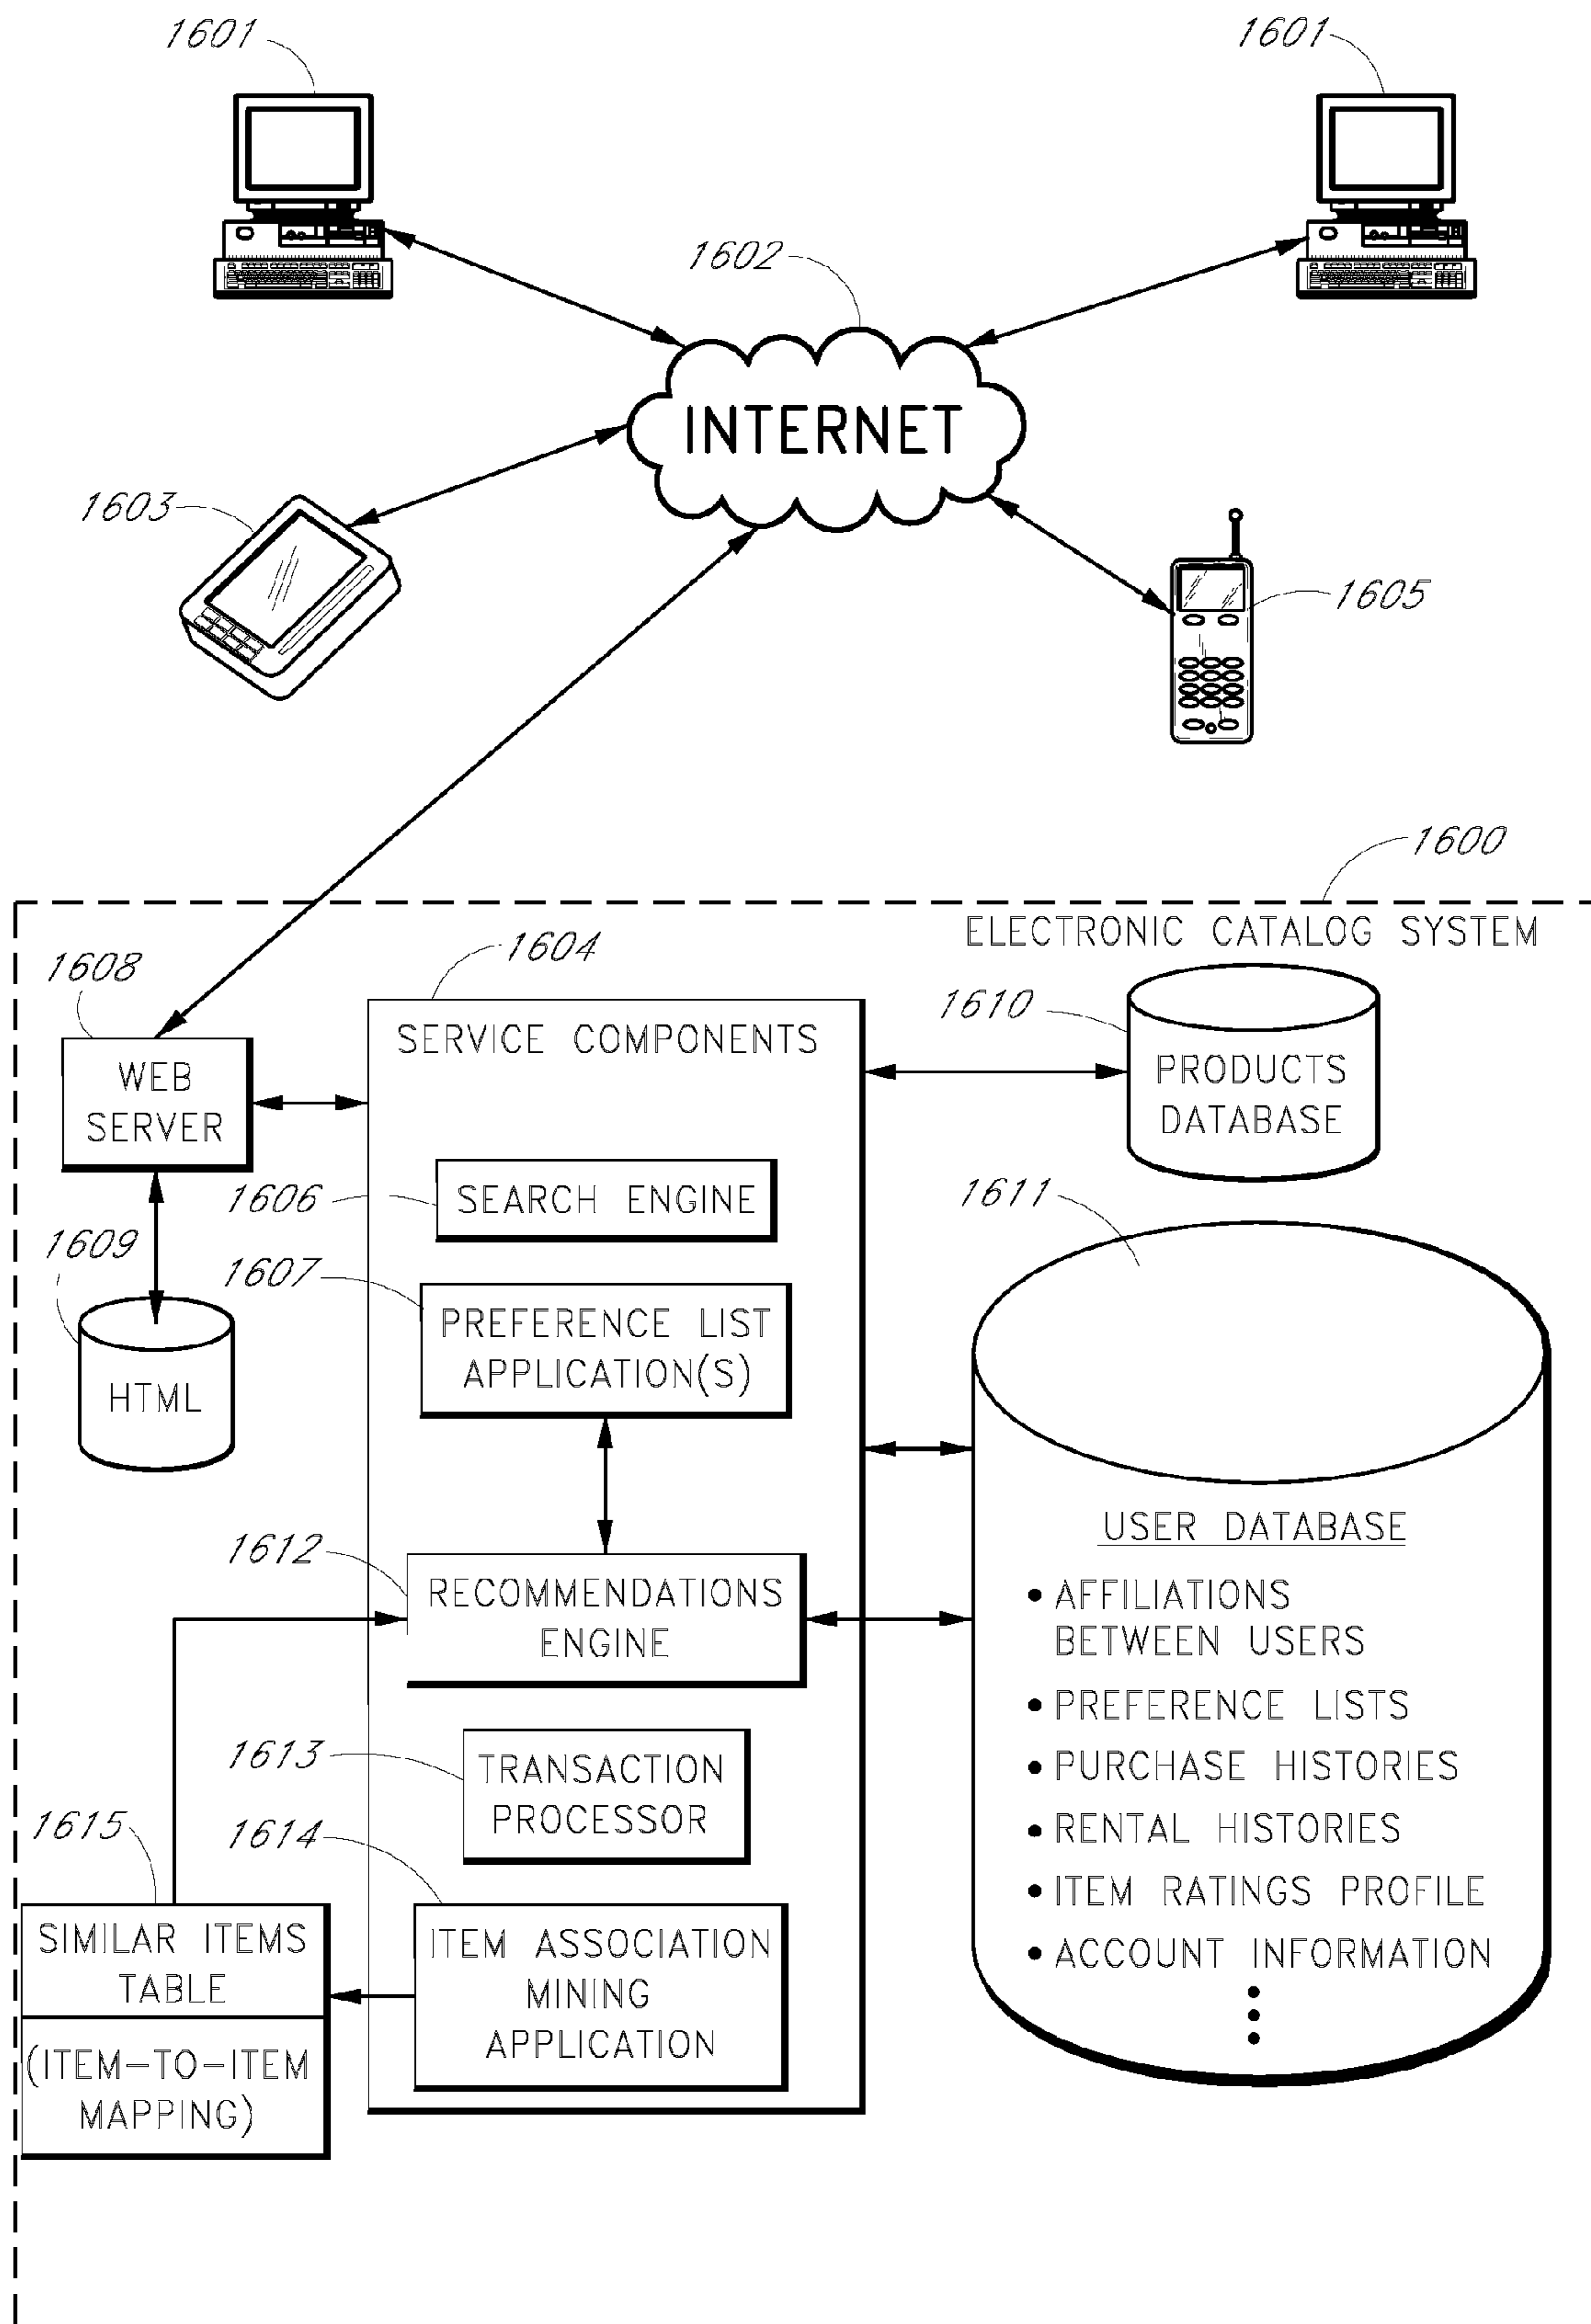 1601
1601
1602
INTERNET
1603
1605
1600
ELECTRONIC CATALOG SYSTEM
1604
1608
WEB
SERVER
SERVICE COMPONENTS
1610
PRODUCTS
DATABASE
1606
SEARCH ENGINE
1611
1609
HTML
1607
PREFERENCE LIST
APPLICATION(S)
1612
RECOMMENDATIONS
ENGINE
USER DATABASE
• AFFILIATIONS
BETWEEN USERS
• PREFERENCE LISTS
• PURCHASE HISTORIES
• RENTAL HISTORIES
• ITEM RATINGS PROFILE
• ACCOUNT INFORMATION
1613
TRANSACTION
PROCESSOR
1615
SIMILAR ITEMS
TABLE
(ITEM-TO-ITEM
MAPPING)
1614
ITEM ASSOCIATION
MINING
APPLICATION